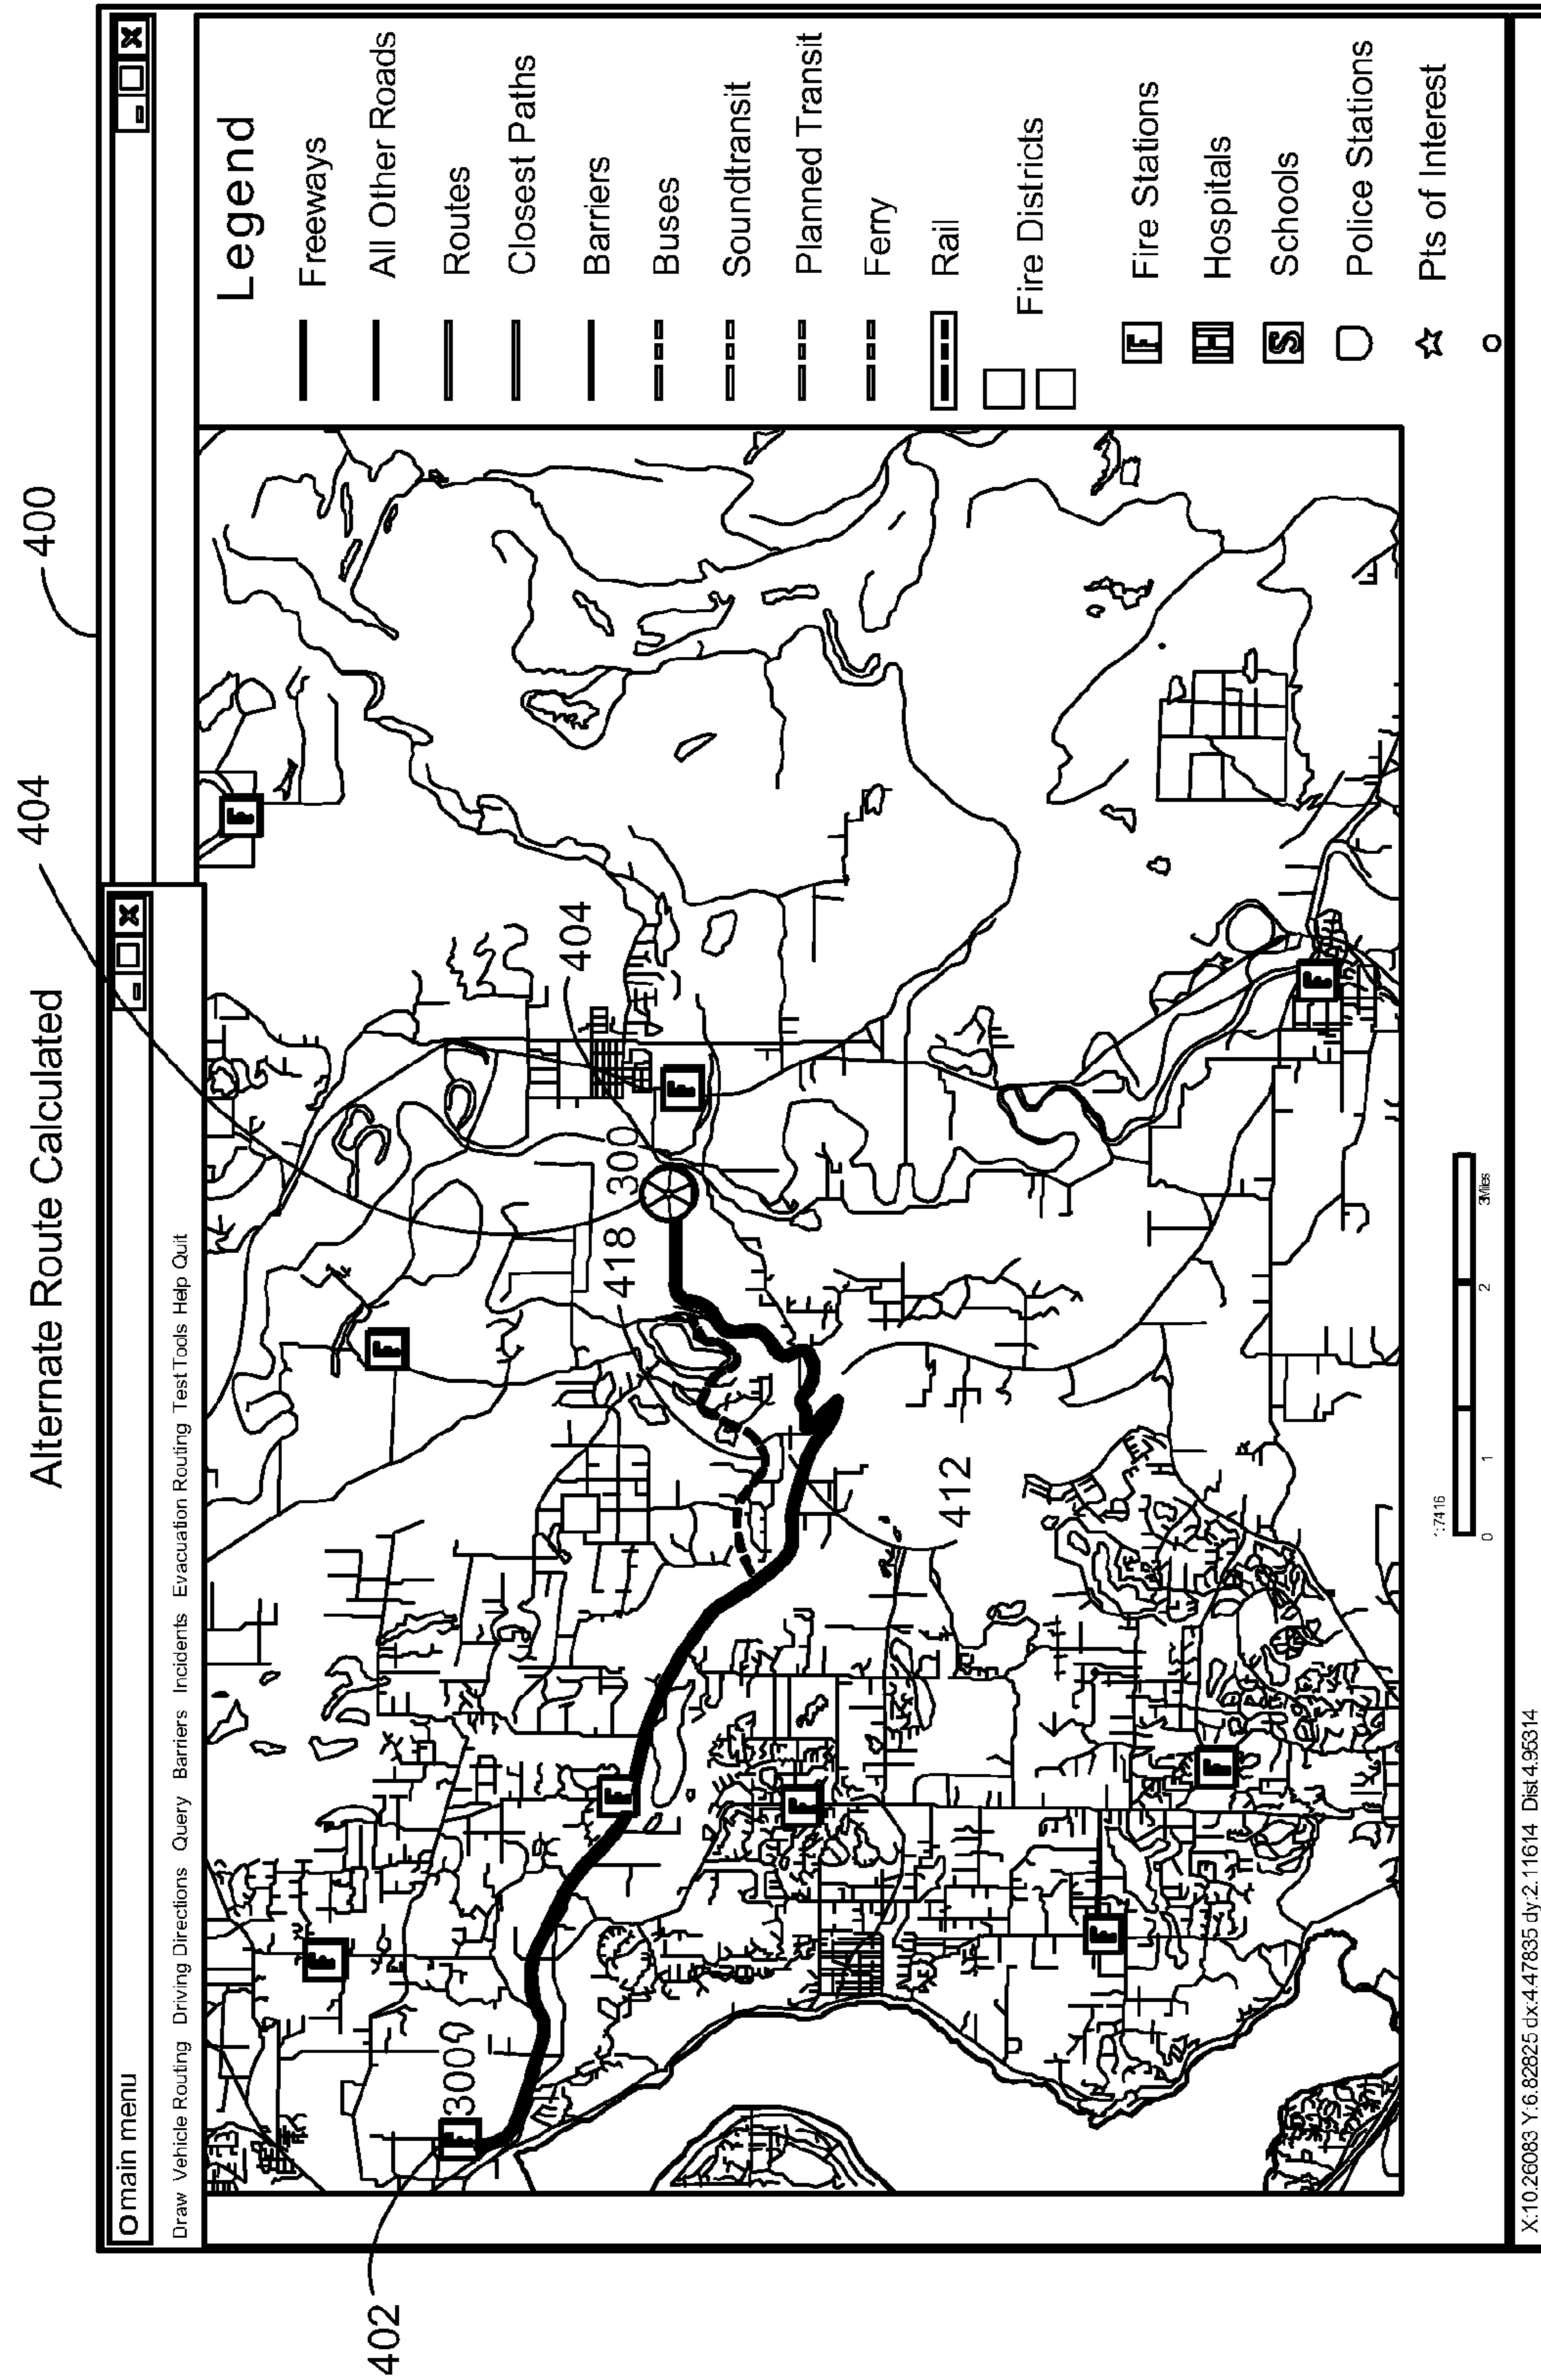 Alternate Route Calculated
400
404
402
main menu
Draw Vehicle Routing Driving Directions Query Barriers Incidents Evacuation Routing Test Tools Help Quit
Legend
Freeways
All Other Roads
Routes
Closest Paths
Barriers
Buses
Soundtransit
Planned Transit
Ferry
Rail
Fire Districts
F Fire Stations
H Hospitals
S Schools
Police Stations
Pts of Interest
F
F
404
F
300
418
F
F
412
F
3000
F
F
F
F
F
0 1 2 3Miles
X:10.26083 Y:6.82825 dx:4.47835 dy:2.11614 Dist 4.95314